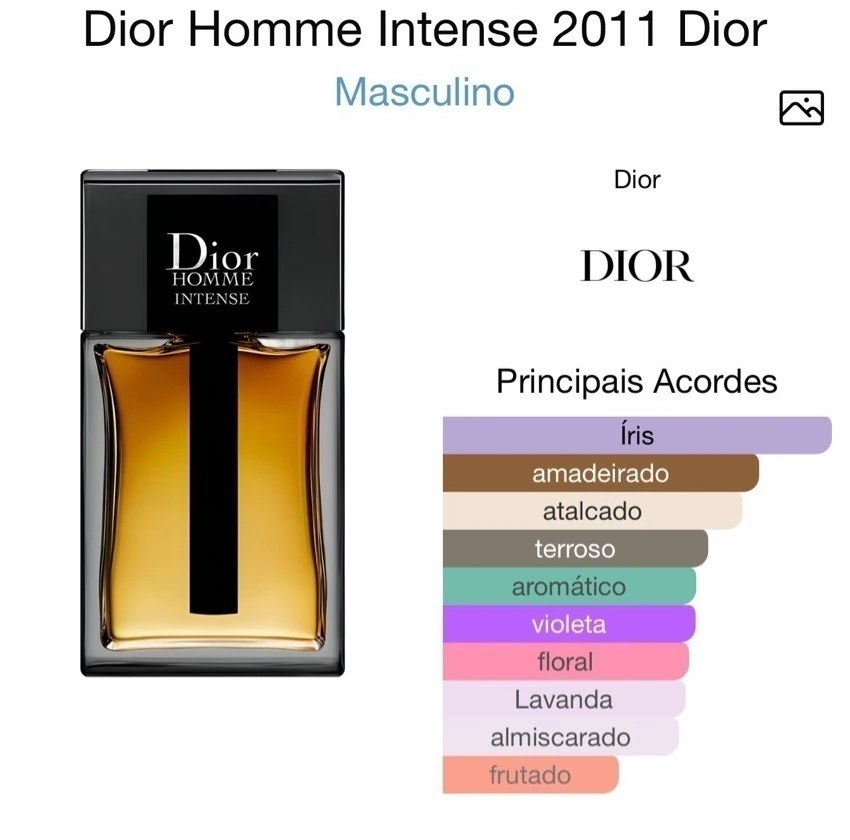 Dior Homme Intense 2011 Dior
Masculino
Dior
HOMME
INTENSE
Dior
DIOR
Principais Acordes
Íris
amadeirado
atalcado
terroso
aromático
violeta
floral
Lavanda
almiscarado
frutado